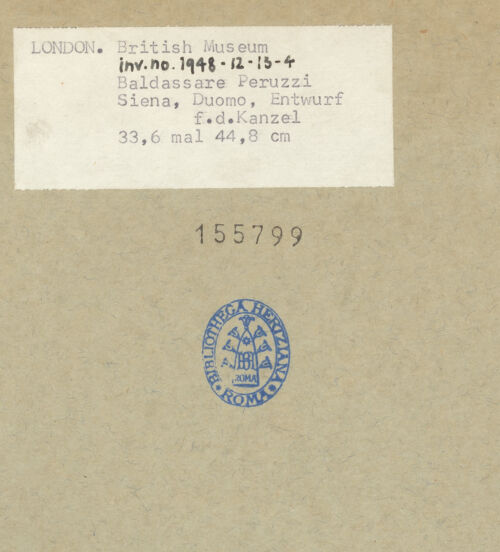 LONDON. British Museum
inv.no. 1948-12-13-4
Baldassare Peruzzi
Siena, Duomo, Entwurf
f.d.Kanzel
33,6 mal 44,8 cm
155799
BIBLIOTHECA HERTZIANA
ROMA
ROMA